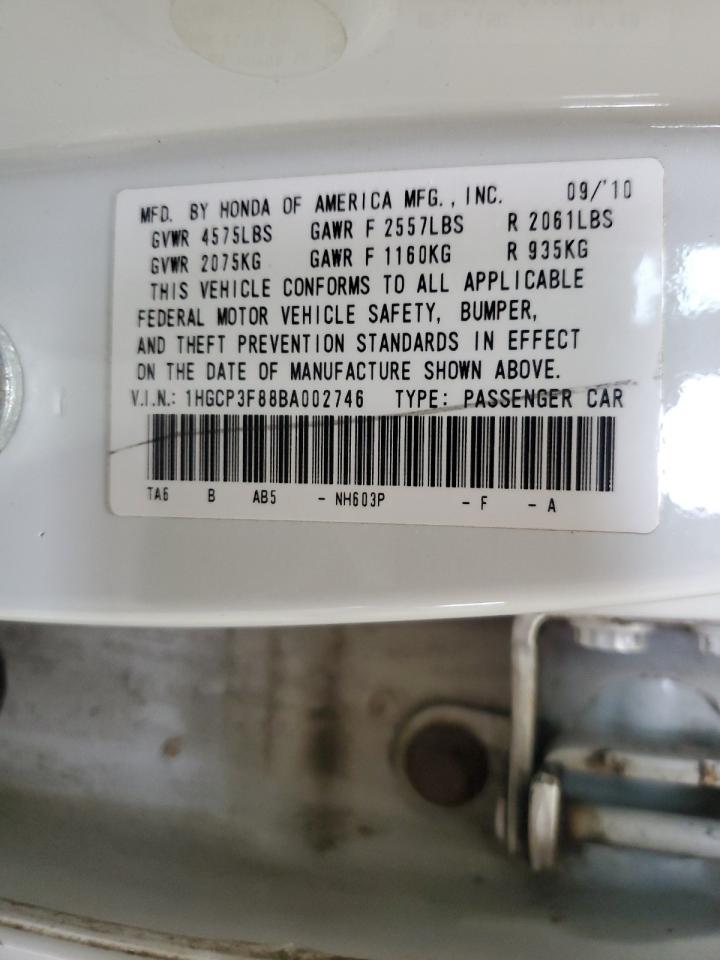 MFD. BY HONDA OF AMERICA MFG., INC. 09/'10
GVWR 4575LBS GAWR F 2557LBS R 2061LBS
GVWR 2075KG GAWR F 1160KG R 935KG
THIS VEHICLE CONFORMS TO ALL APPLICABLE
FEDERAL MOTOR VEHICLE SAFETY, BUMPER,
AND THEFT PREVENTION STANDARDS IN EFFECT
ON THE DATE OF MANUFACTURE SHOWN ABOVE.
V.I.N.: 1HGCP3F88BA002746 TYPE: PASSENGER CAR
TA6 B AB5 - NH603P - F - A